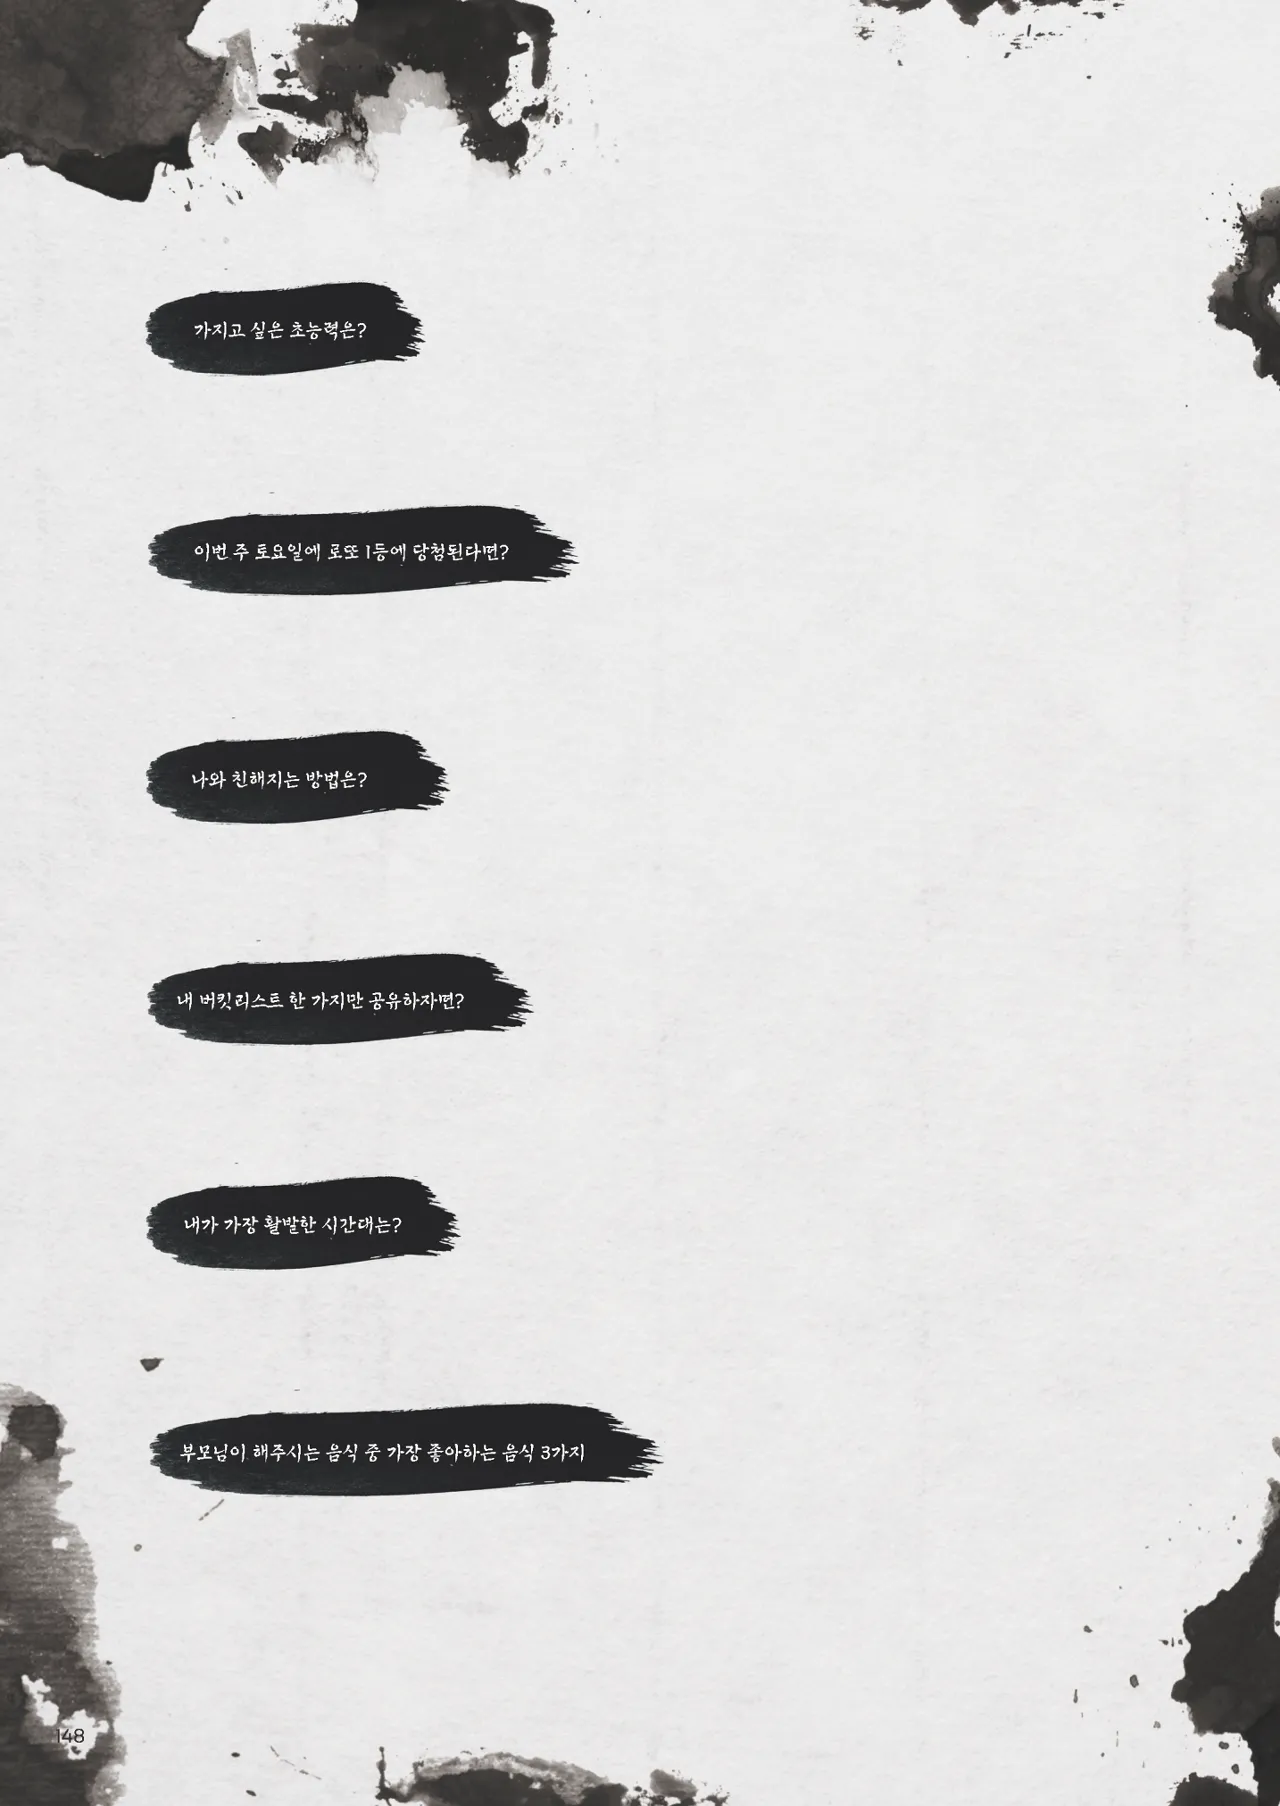 가지고 싶은 초능력은?
이번 주 토요일에 로또 1등에 당첨된다면?
나와 친해지는 방법은?
내 버킷리스트 한 가지만 공유하자면?
내가 가장 활발한 시간대는?
부모님이 해주시는 음식 중 가장 좋아하는 음식 3가지
148